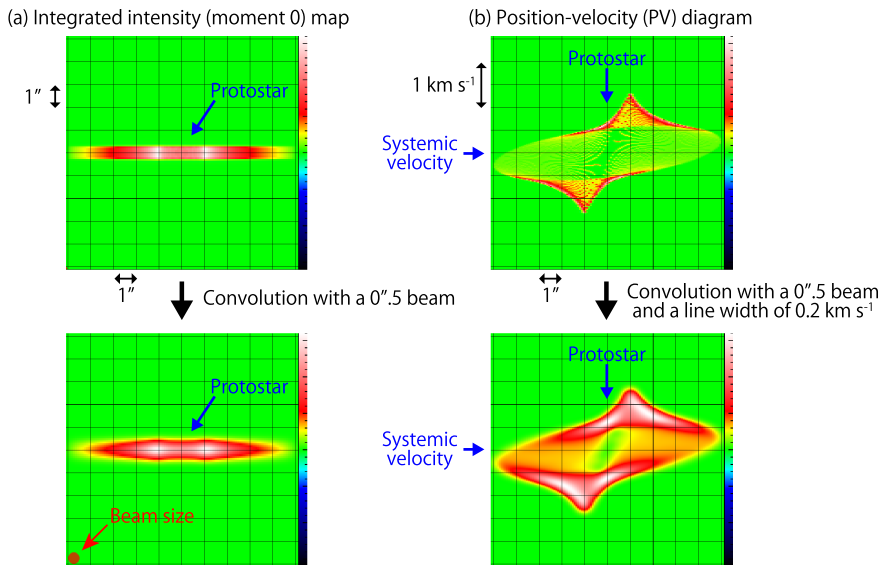 (a) Integrated intensity (moment 0) map
(b) Position-velocity (PV) diagram
1”
Protostar
1”
Convolution with a 0”.5 beam
1 km s-1
Protostar
Systemic
velocity
1”
Convolution with a 0”.5 beam
and a line width of 0.2 km s-1
Protostar
Beam size
Protostar
Systemic
velocity